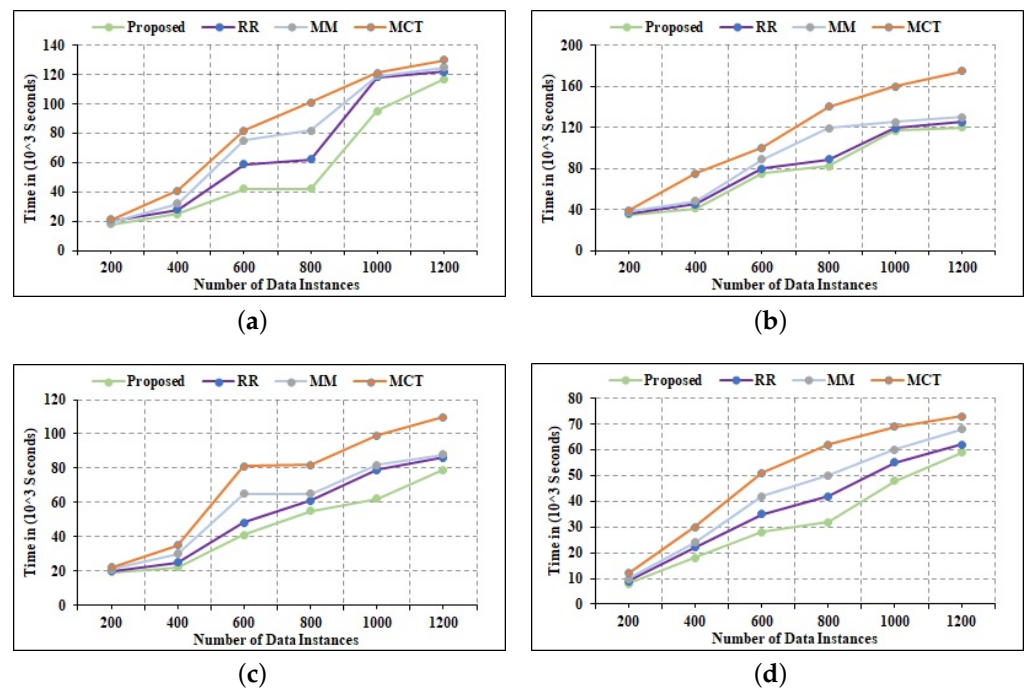 Proposed RR MM MCT
140
120
100
80
60
40
20
0
Time in (10^3 Seconds)
200 400 600 800 1000 1200
Number of Data Instances
(a)
Proposed RR MM MCT
200
160
120
80
40
0
Time in (10^3 Seconds)
200 400 600 800 1000 1200
Number of Data Instances
(b)
Proposed RR MM MCT
120
100
80
60
40
20
0
Time in (10^3 Seconds)
200 400 600 800 1000 1200
Number of Data Instances
(c)
Proposed RR MM MCT
80
70
60
50
40
30
20
10
0
Time in (10^3 Seconds)
200 400 600 800 1000 1200
Number of Data Instances
(d)